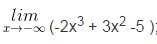 lim
x→−∞ (-2x³ + 3x² -5 );